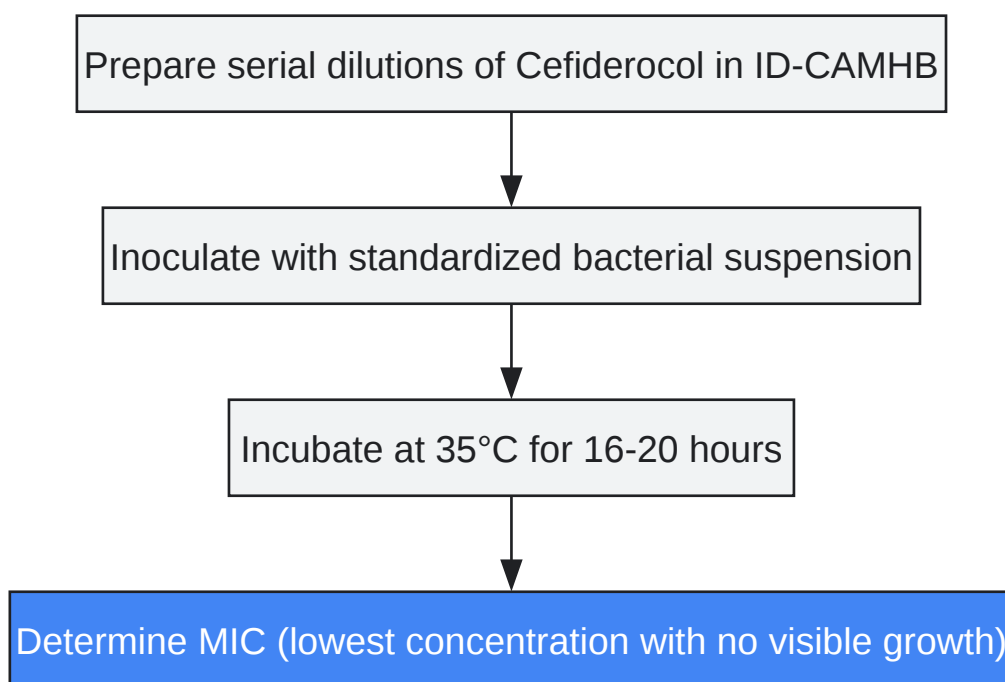 Prepare serial dilutions of Cefiderocol in ID-CAMHB
Inoculate with standardized bacterial suspension
Incubate at 35°C for 16-20 hours
Determine MIC (lowest concentration with no visible growth)